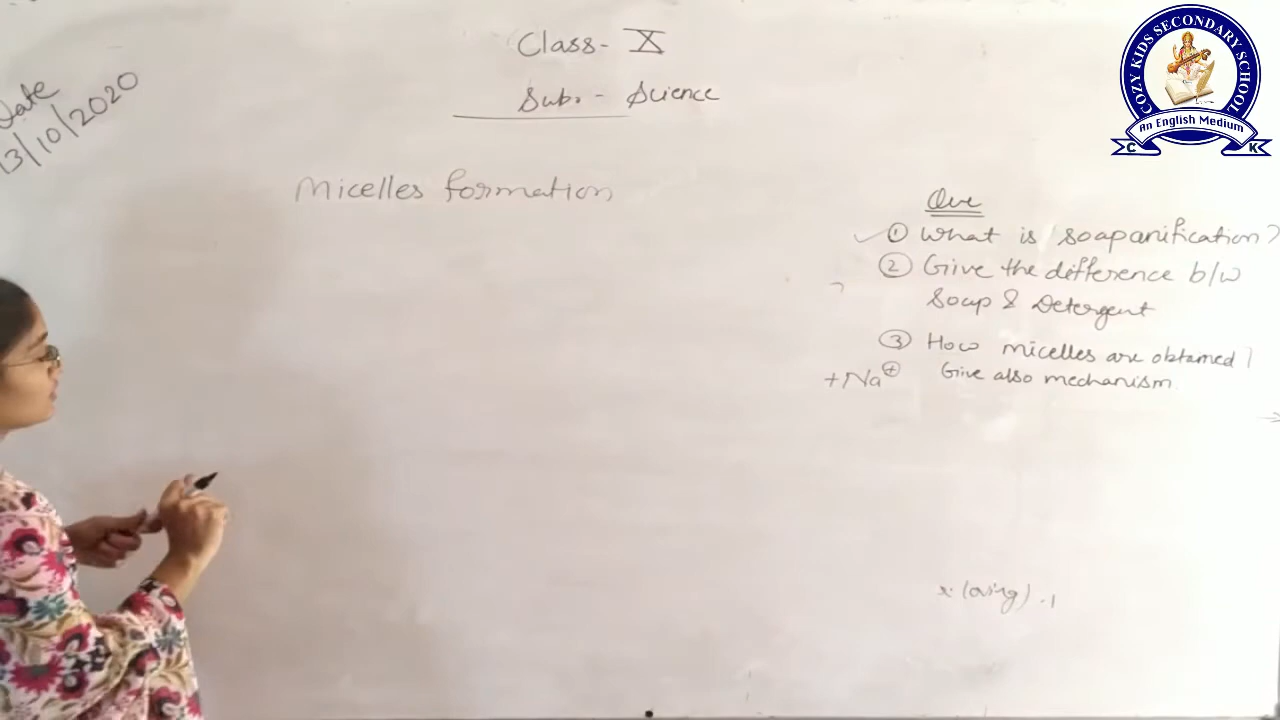 Class- X
Sub:- Science
Date
13/10/2020
Micelles formation
Que
① What is soapanification?
② Give the difference b/w
Soap & Detergent
③ How micelles are obtained?
Give also mechanism
+Na⊕
COZY KIDS SECONDARY SCHOOL
An English Medium
C K